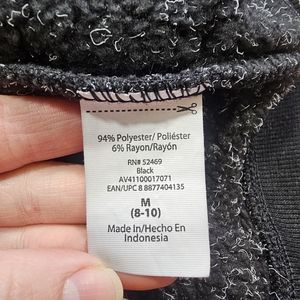 94% Polyester/ Poliéster
6% Rayon/Rayón
RN# 52469
Black
AV41100017071
EAN/UPC 8 8877404135
M
(8-10)
Made In/Hecho En
Indonesia